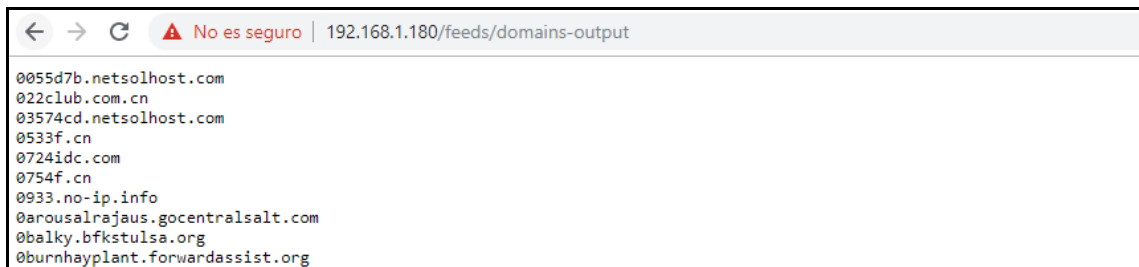 No es seguro | 192.168.1.180/feeds/domains-output
0055d7b.netsolhost.com
022club.com.cn
03574cd.netsolhost.com
0533f.cn
0724idc.com
0754f.cn
0933.no-ip.info
0arousalrajaus.gocentralsalt.com
0balky.bfkstulsa.org
0burnhayplant.forwardassist.org